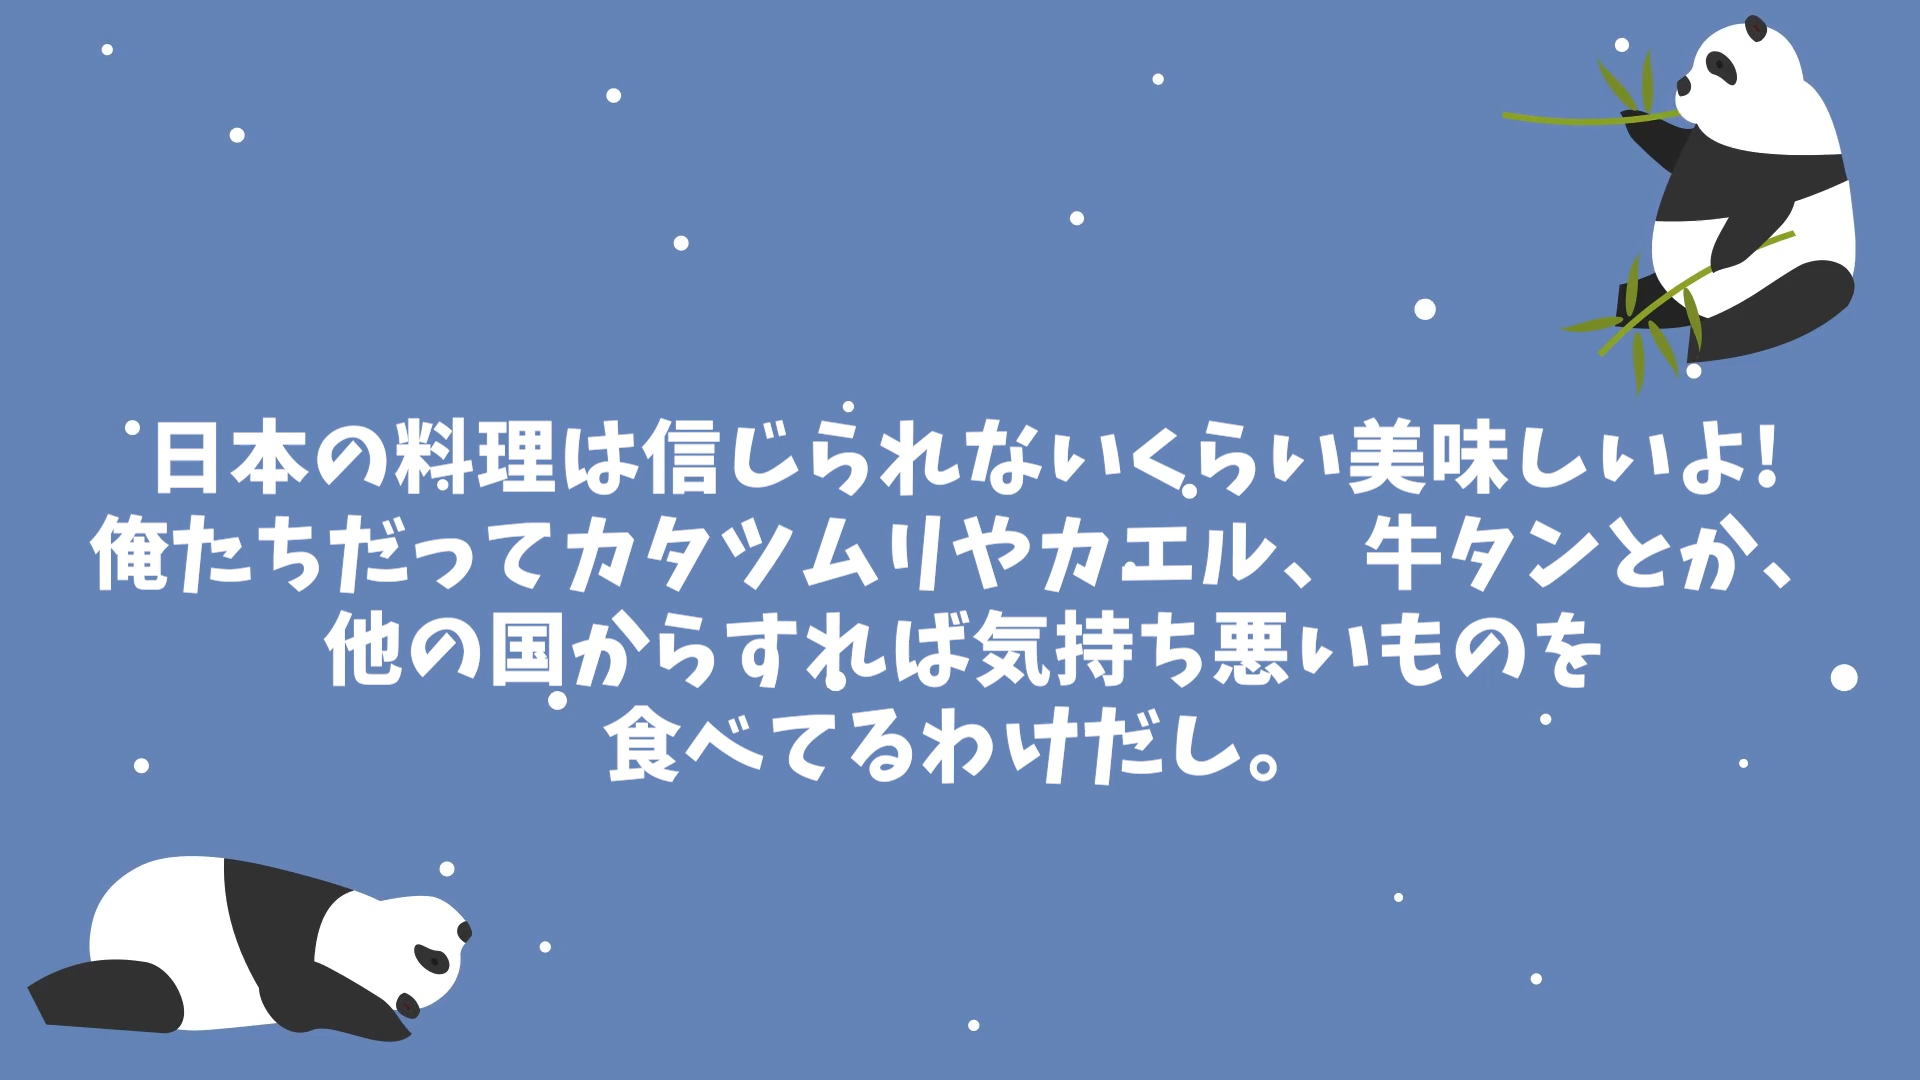 日本の料理は信じられないくらい美味しいよ!
俺たちだってカタツムリやカエル、牛タンとか、
他の国からすれば気持ち悪いものを
食べてるわけだし。